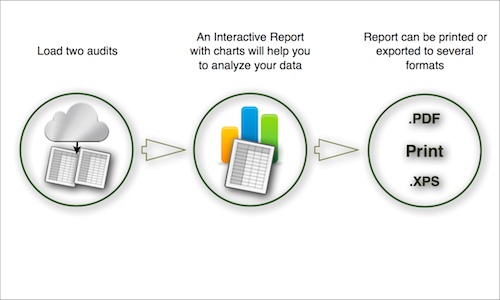 Load two audits
An Interactive Report
with charts will help you
to analyze your data
Report can be printed or
exported to several
formats
.PDF
Print
.XPS